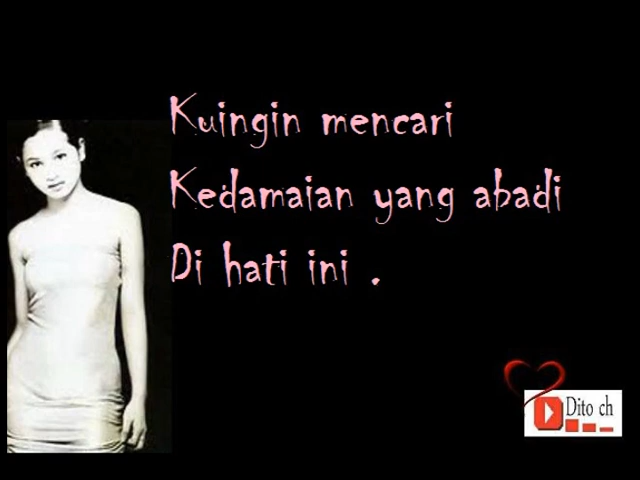 Kuingin mencari
Kedamaian yang abadi
Di hati ini .
Dito ch